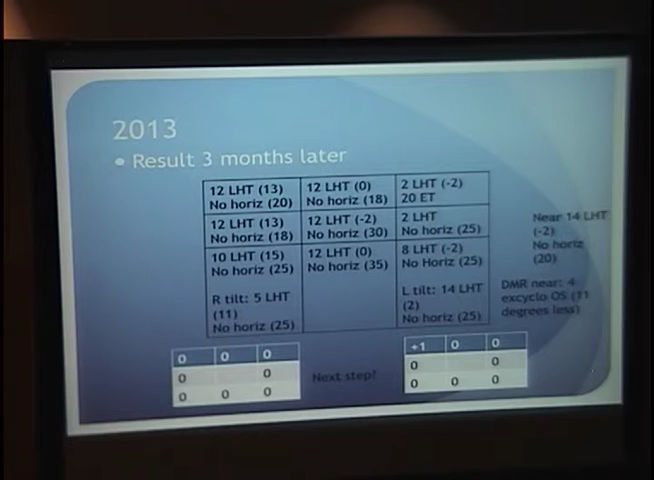 2013
• Result 3 months later
12 LHT (13)
No horiz (20)
12 LHT (0)
No horiz (18)
2 LHT (-2)
20 ET
12 LHT (13)
No horiz (18)
12 LHT (-2)
No horiz (30)
2 LHT
No horiz (25)
Near 14 LHT
(-2)
No horiz
(20)
10 LHT (15)
No horiz (25)
12 LHT (0)
No horiz (35)
8 LHT (-2)
No Horiz (25)
R tilt: 5 LHT
(11)
No horiz (25)
L tilt: 14 LHT
(2)
No horiz (25)
DMR near: 4
excyclo OS (11
degrees less)
0 0 0
0 0
0 0 0
Next step?
+1 0 0
0 0
0 0 0